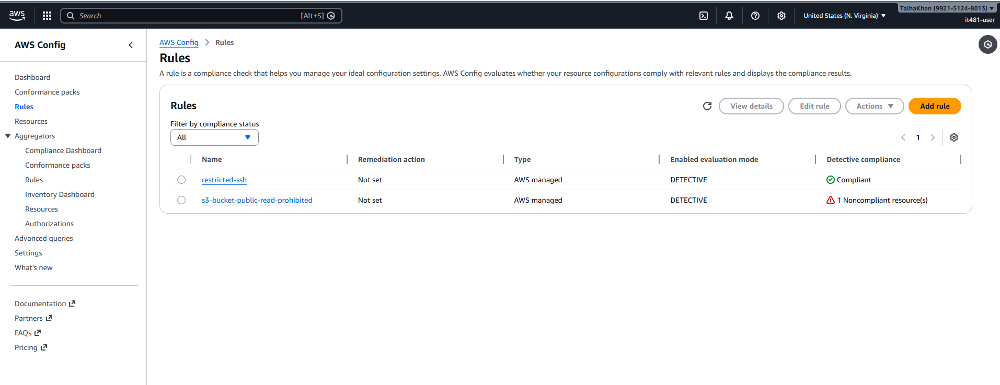 aws
Search
[Alt+S]
United States (N. Virginia)
TalhaKhan (9921-5124-8013)
it481-user
AWS Config
Dashboard
Conformance packs
Rules
Resources
Aggregators
Compliance Dashboard
Conformance packs
Rules
Inventory Dashboard
Resources
Authorizations
Advanced queries
Settings
What's new
Documentation
Partners
FAQs
Pricing
AWS Config > Rules
Rules
A rule is a compliance check that helps you manage your ideal configuration settings. AWS Config evaluates whether your resource configurations comply with relevant rules and displays the compliance results.
Rules
View details
Edit rule
Actions
Add rule
Filter by compliance status
All
1
Name Remediation action Type Enabled evaluation mode Detective compliance
restricted-ssh Not set AWS managed DETECTIVE Compliant
s3-bucket-public-read-prohibited Not set AWS managed DETECTIVE 1 Noncompliant resource(s)